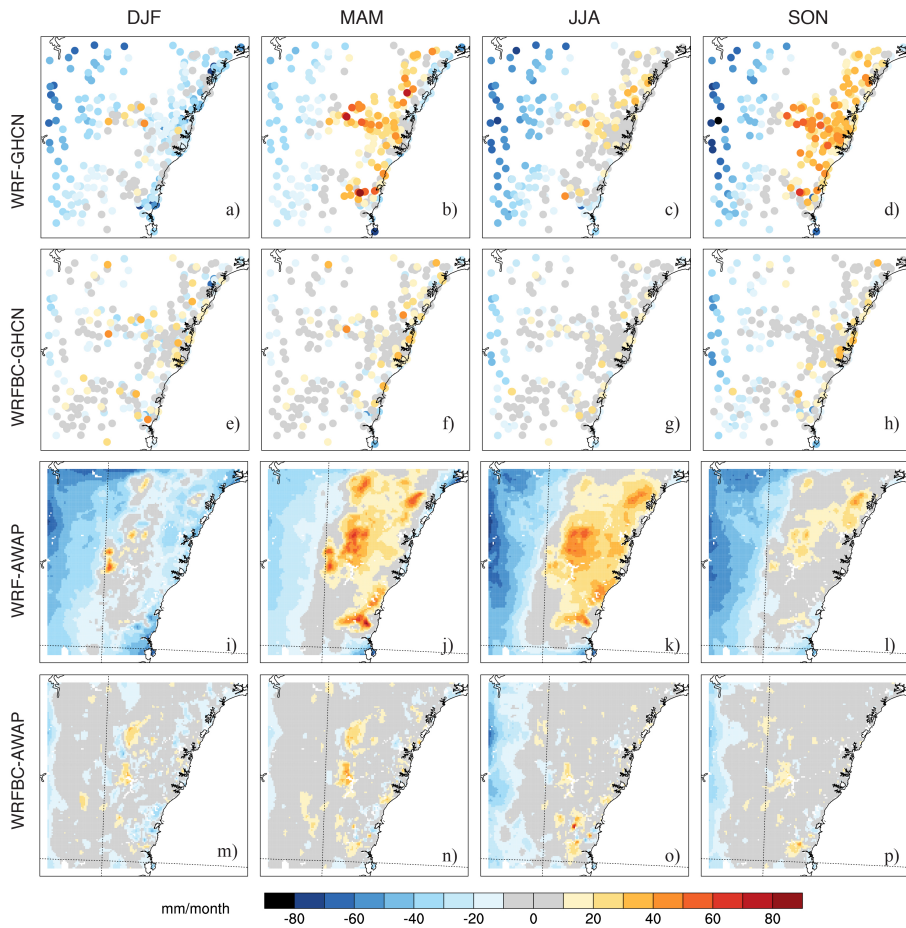 DJF MAM JJA SON
WRF-GHCN
a) b) c) d)
WRFBC-GHCN
e) f) g) h)
WRF-AWAP
i) j) k) l)
WRFBC-AWAP
m) n) o) p)
mm/month
-80 -60 -40 -20 0 20 40 60 80